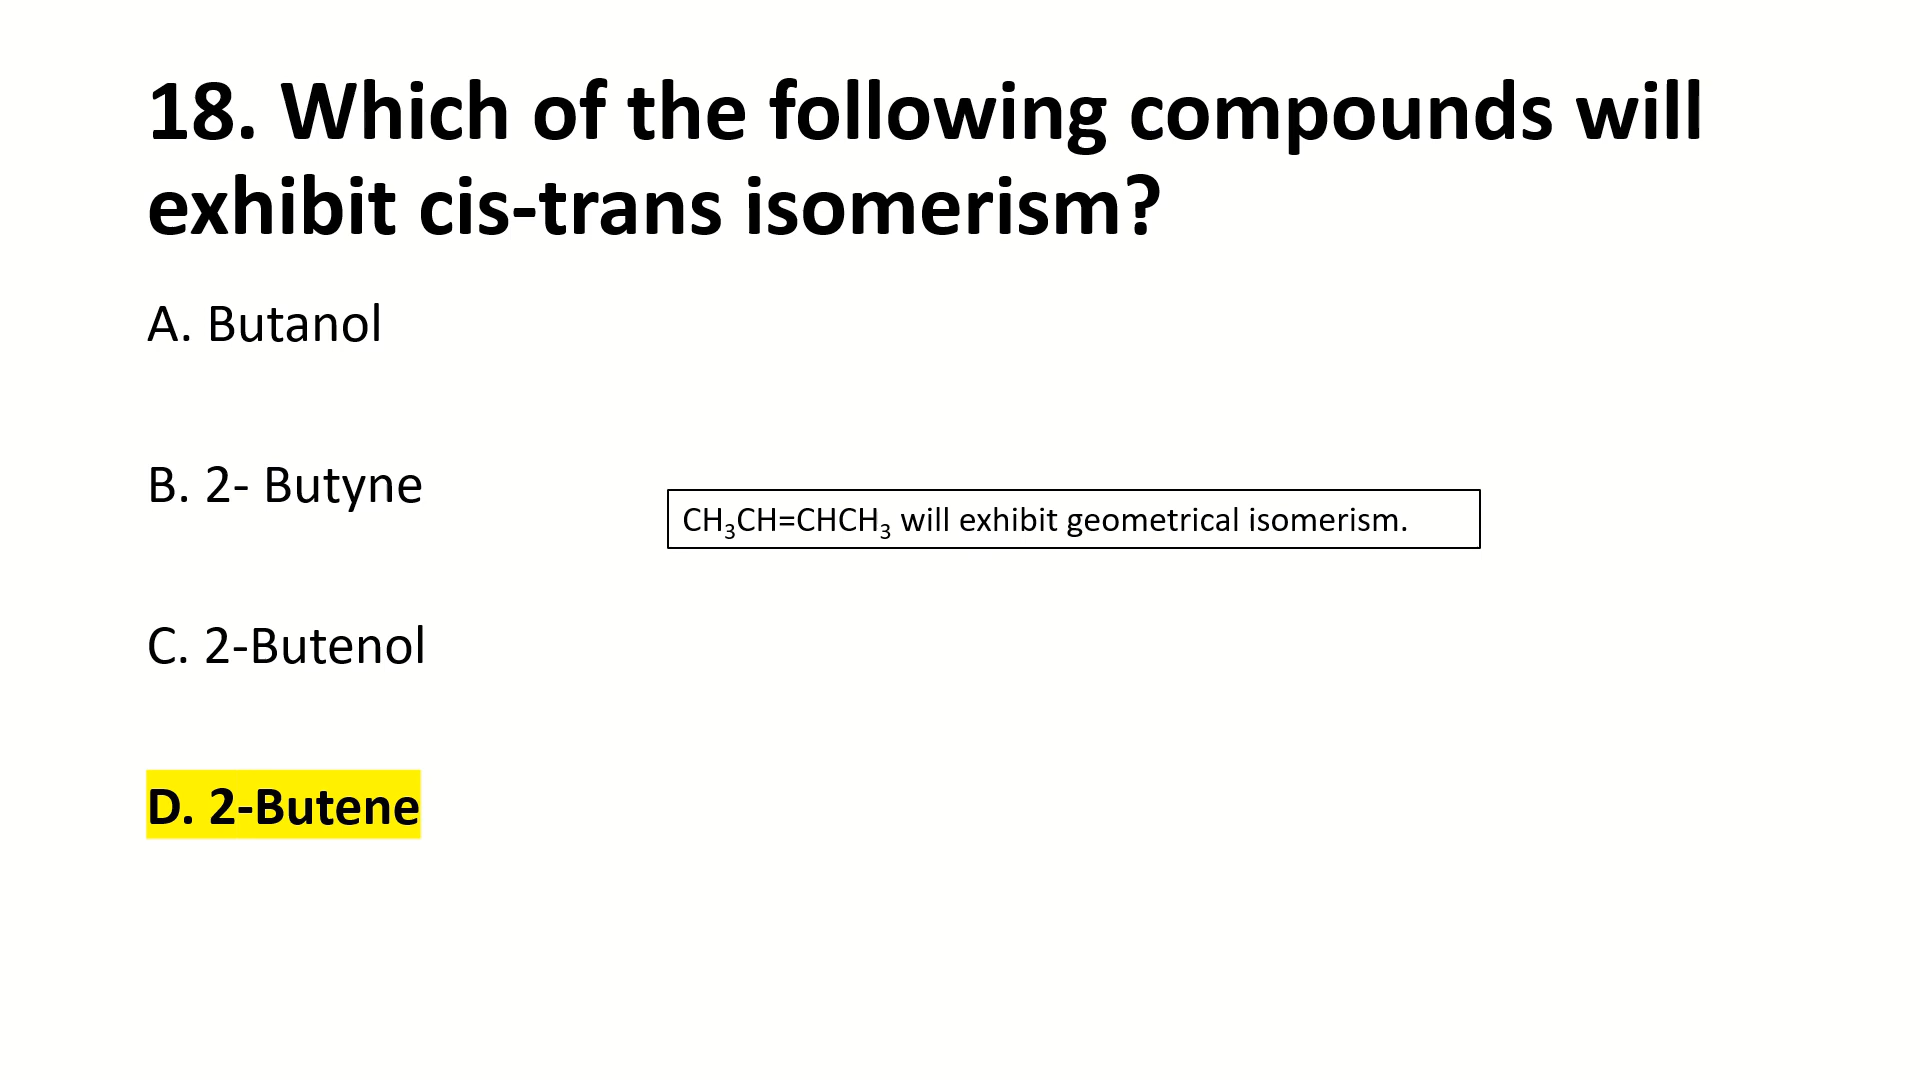 18. Which of the following compounds will
exhibit cis-trans isomerism?
A. Butanol
B. 2- Butyne
CH₃CH=CHCH₃ will exhibit geometrical isomerism.
C. 2-Butenol
D. 2-Butene